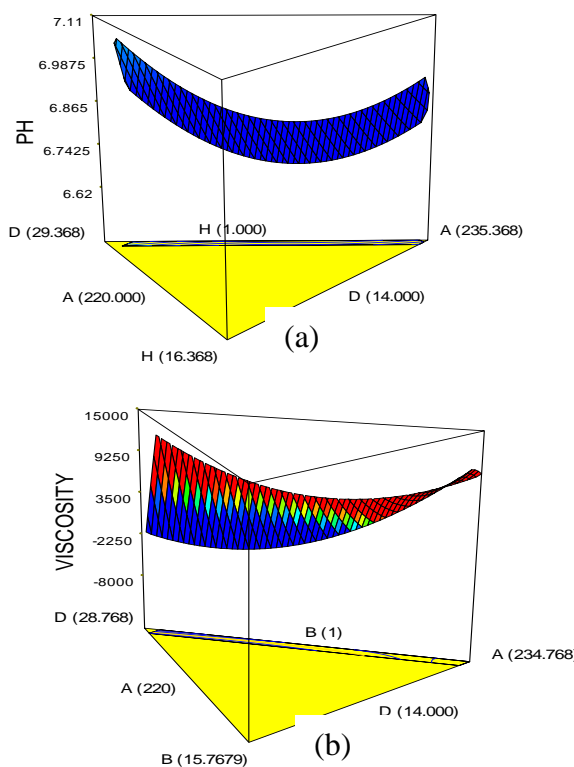 7.11
6.9875
6.865
6.7425
6.62
PH
D (29.368)
H (1.000)
A (235.368)
A (220.000)
D (14.000)
H (16.368)
(a)
15000
9250
3500
-2250
-8000
VISCOSITY
D (28.768)
B (1)
A (234.768)
A (220)
D (14.000)
B (15.7679)
(b)